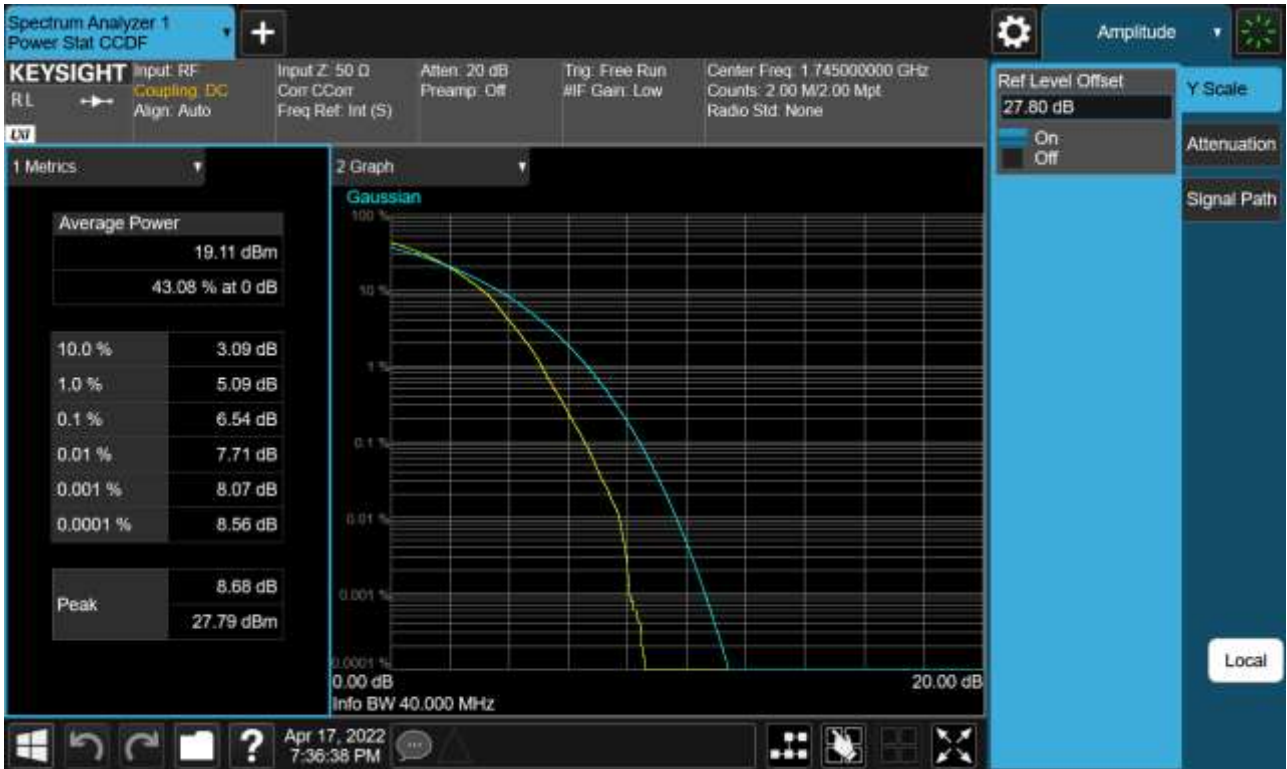 Spectrum Analyzer 1
Power Stat CCDF
+
Amplitude
KEYSIGHT
RL
LXI
Input: RF
Coupling: DC
Align: Auto
Input Z: 50 Ω
Corr CCorr
Freq Ref: Int (S)
Atten: 20 dB
Preamp: Off
Trig: Free Run
#IF Gain: Low
Center Freq: 1.745000000 GHz
Counts: 2.00 M/2.00 Mpt
Radio Std: None
Ref Level Offset
27.80 dB
On
Off
Y Scale
Attenuation
Signal Path
Local
1 Metrics
Average Power
19.11 dBm
43.08 % at 0 dB
10.0 % 3.09 dB
1.0 % 5.09 dB
0.1 % 6.54 dB
0.01 % 7.71 dB
0.001 % 8.07 dB
0.0001 % 8.56 dB
Peak
8.68 dB
27.79 dBm
2 Graph
Gaussian
100 %
10 %
1 %
0.1 %
0.01 %
0.001 %
0.0001 %
0.00 dB 20.00 dB
Info BW 40.000 MHz
?
Apr 17, 2022
7:36:38 PM